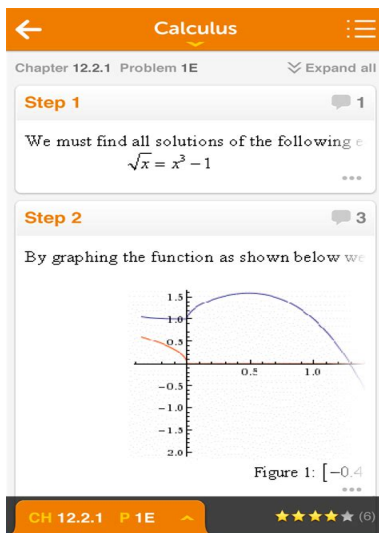 Calculus
Chapter 12.2.1 Problem 1E
Expand all
Step 1
1
We must find all solutions of the following e
√x = x³ − 1
Step 2
3
By graphing the function as shown below we
1.5
1.0
0.5
0.5 1.0
−0.5
−1.0
−1.5
2.0
Figure 1: [−0.4
CH 12.2.1 P 1E
(6)